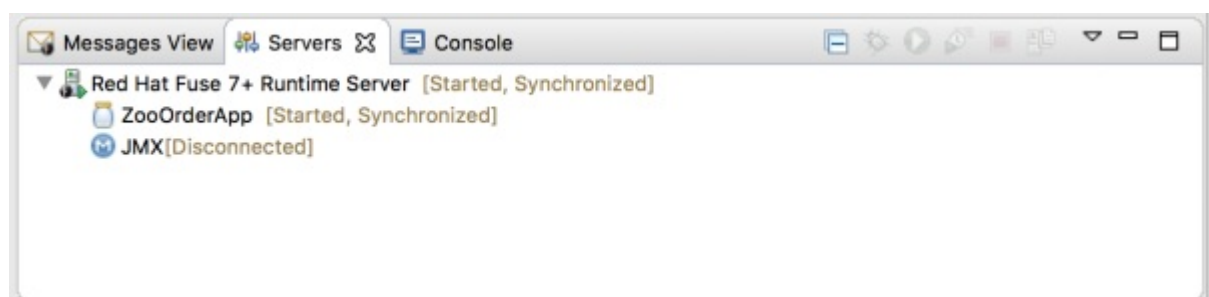 Messages View Servers Console
Red Hat Fuse 7+ Runtime Server [Started, Synchronized]
ZooOrderApp [Started, Synchronized]
JMX[Disconnected]